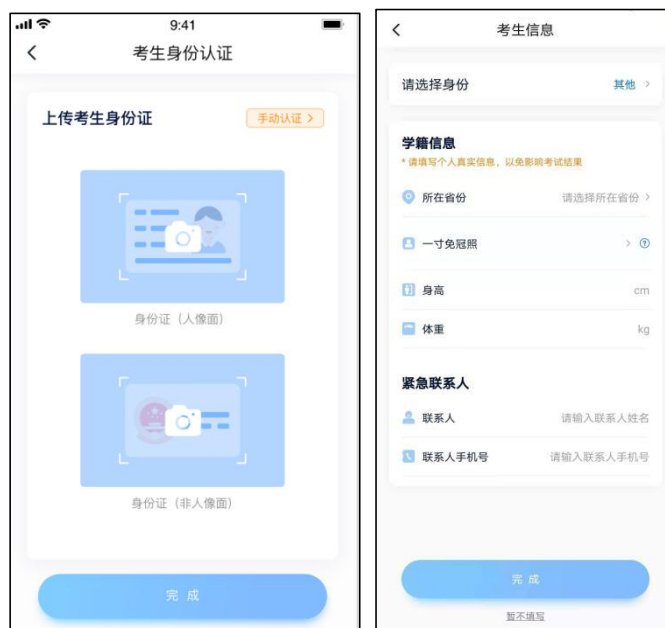 9:41
考生身份认证
上传考生身份证
手动认证 >
身份证（人像面）
身份证（非人像面）
完 成
考生信息
请选择身份 其他 >
学籍信息
* 请填写个人真实信息，以免影响考试结果
所在省份 请选择所在省份 >
一寸免冠照 > ?
身高 cm
体重 kg
紧急联系人
联系人 请输入联系人姓名
联系人手机号 请输入联系人手机号
完 成
暂不填写